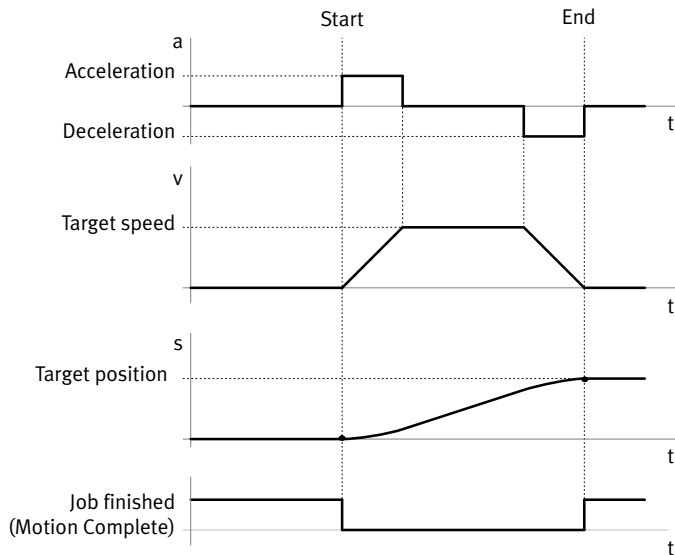 Start
End
a
Acceleration
Deceleration
t
v
Target speed
t
s
Target position
t
Job finished
(Motion Complete)
t